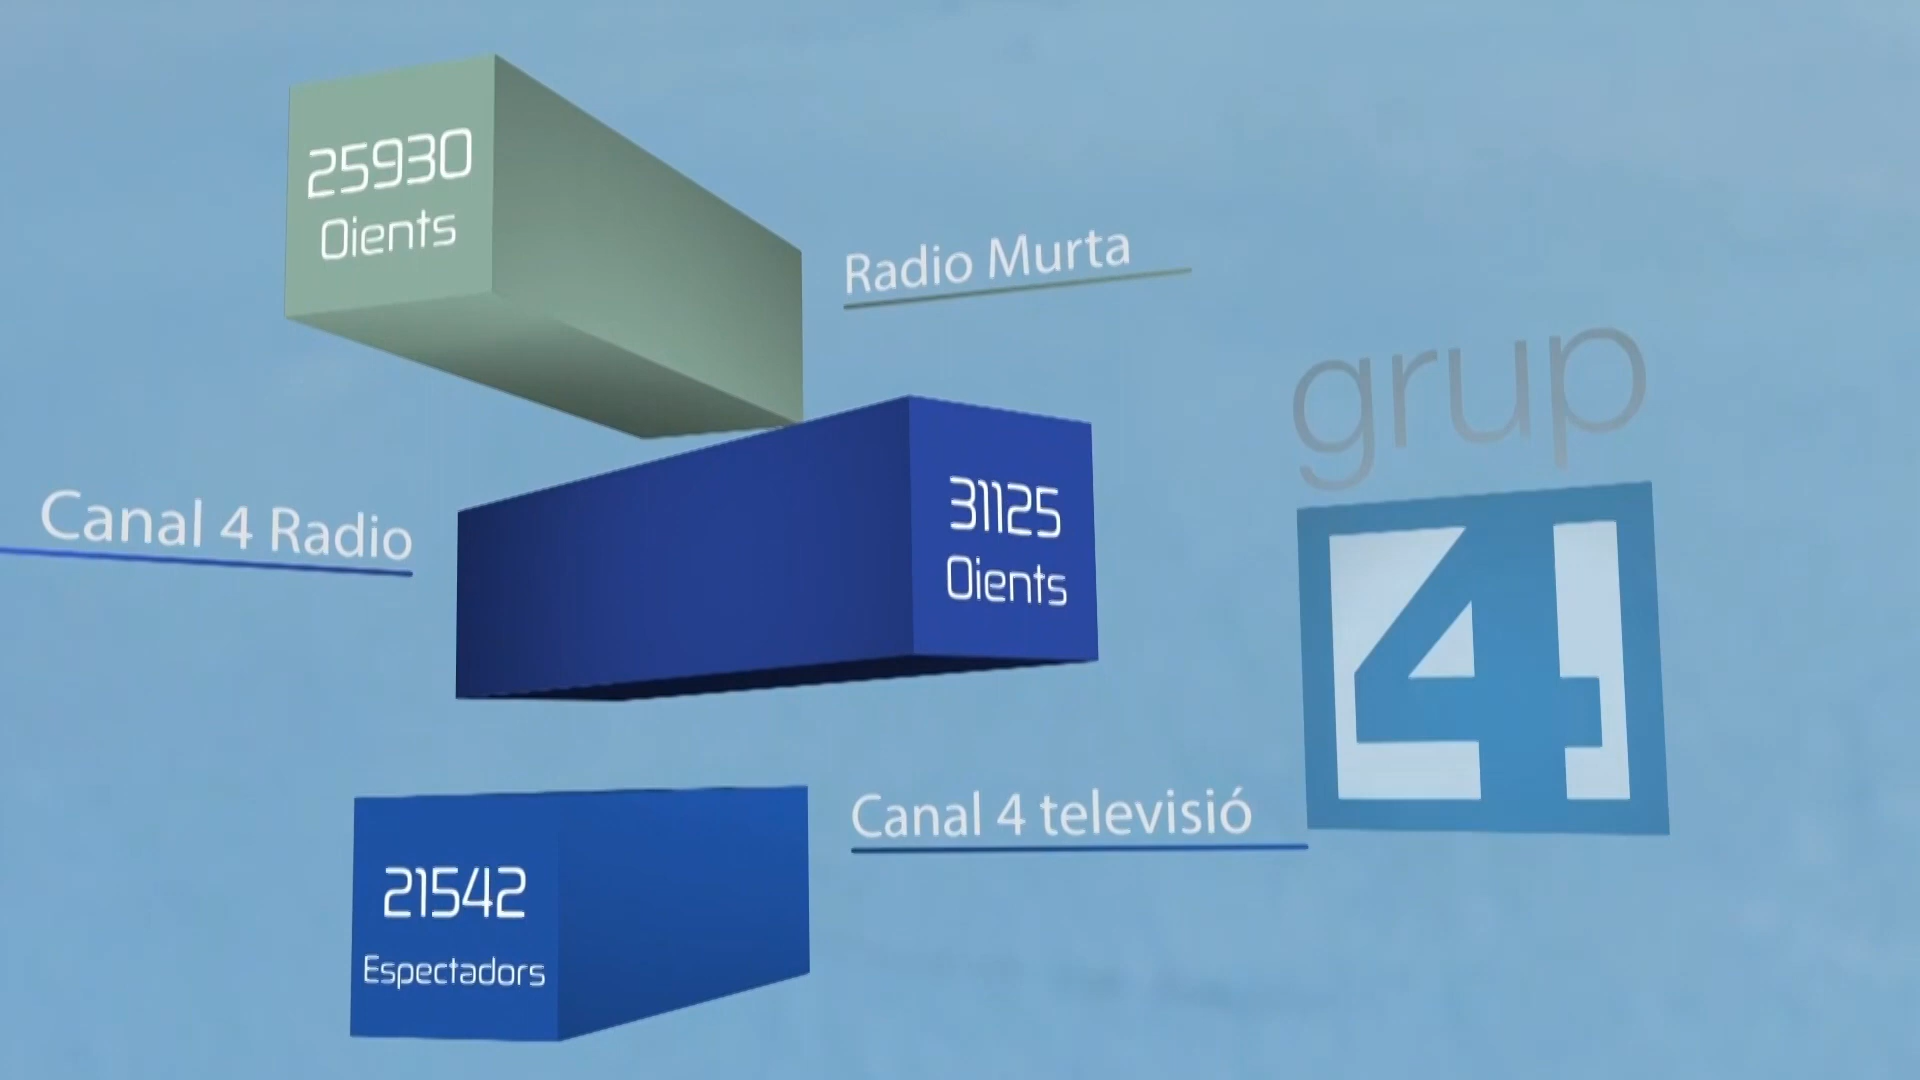 25930
Oients
Radio Murta
Canal 4 Radio
31125
Oients
grup
4
Canal 4 televisió
21542
Espectadors